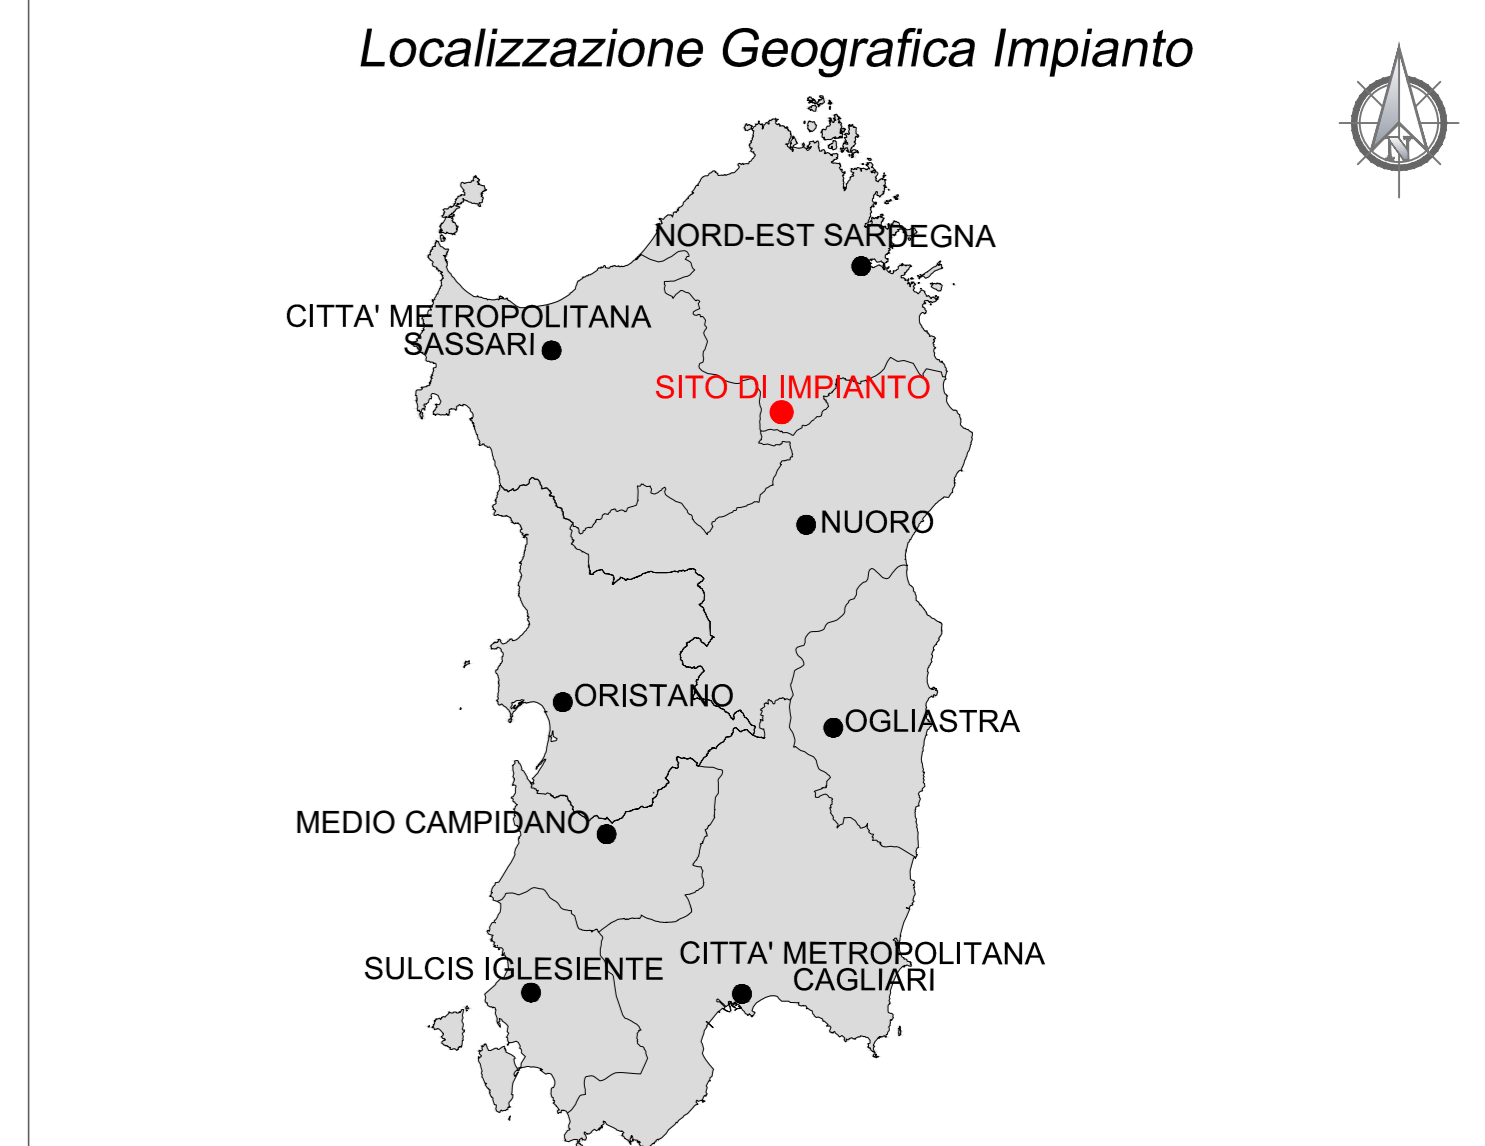 Localizzazione Geografica Impianto
N
NORD-EST SARDEGNA
CITTA' METROPOLITANA
SASSARI
SITO DI IMPIANTO
NUORO
ORISTANO
OGLIASTRA
MEDIO CAMPIDANO
CITTA' METROPOLITANA
CAGLIARI
SULCIS IGLESIENTE